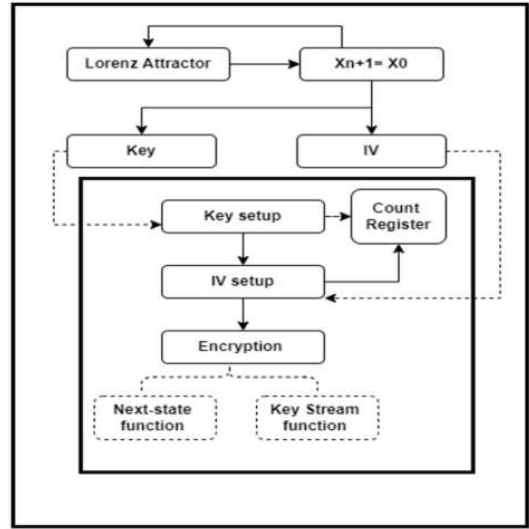 Lorenz Attractor
Xn+1= X0
Key
IV
Key setup
Count
Register
IV setup
Encryption
Next-state
function
Key Stream
function